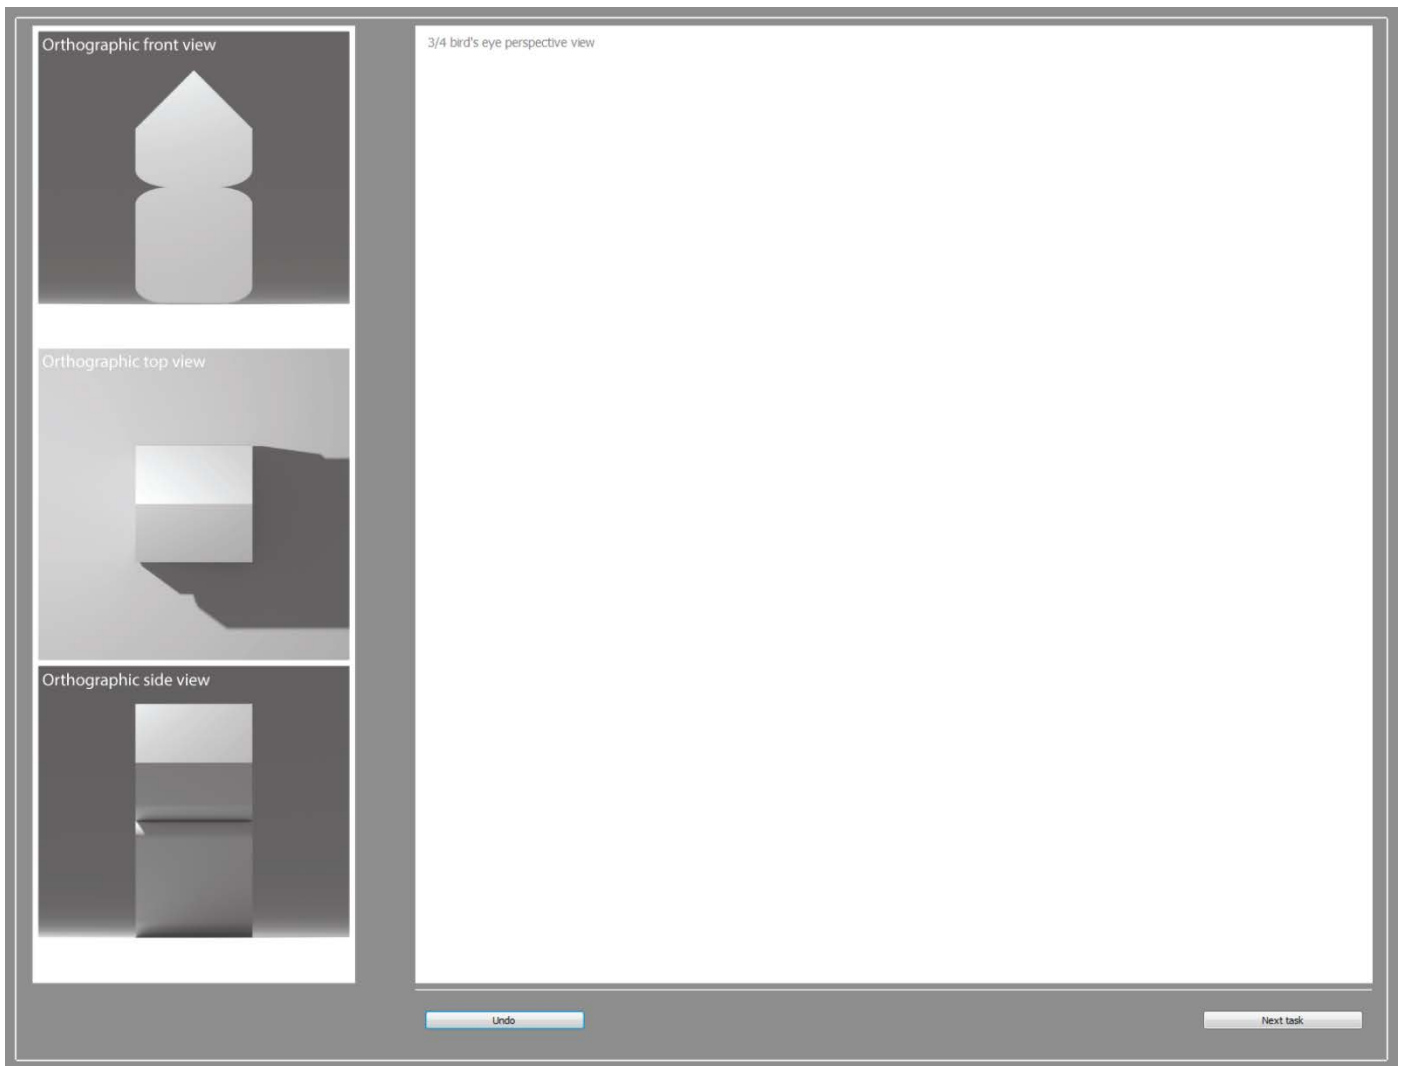 Orthographic front view
Orthographic top view
Orthographic side view
3/4 bird's eye perspective view
Undo
Next task